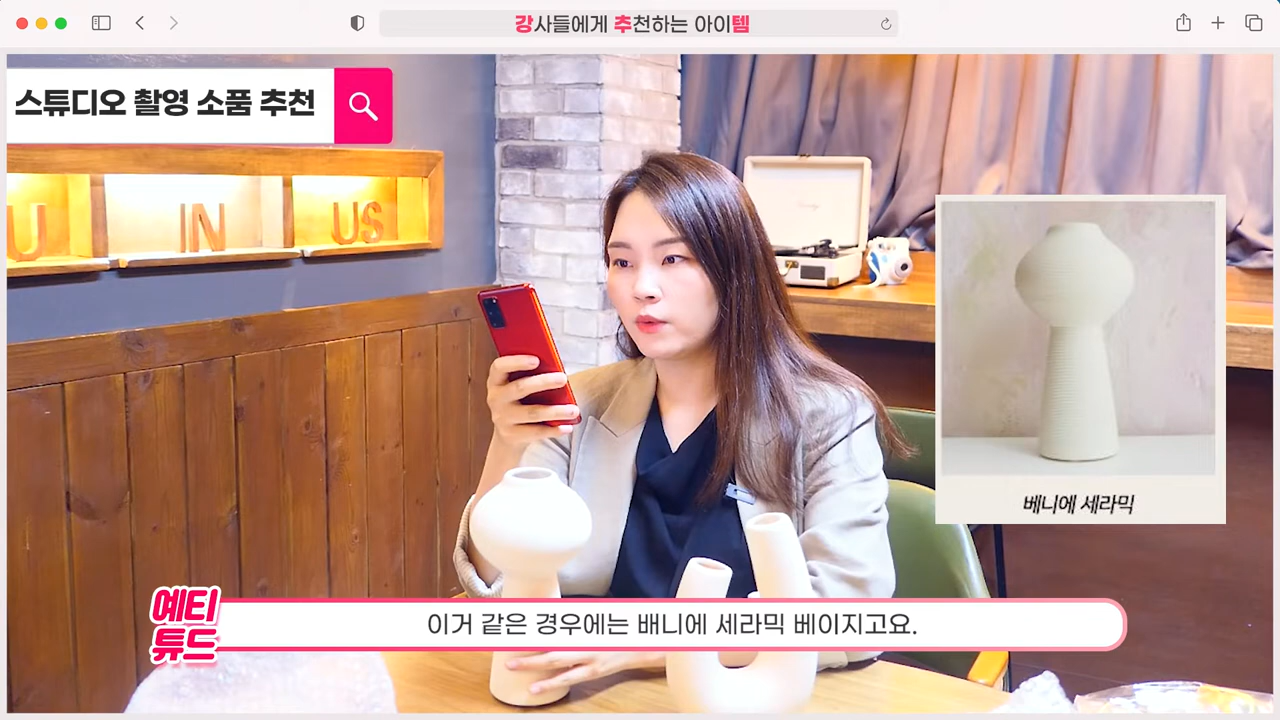 강사들에게 추천하는 아이템
스튜디오 촬영 소품 추천
U IN US
베니에 세라믹
예티
튜드
이거 같은 경우에는 배니에 세라믹 베이지고요.